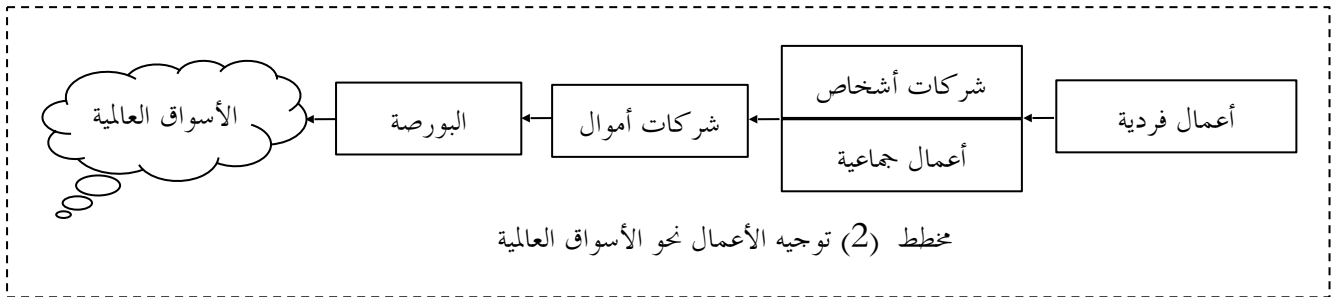 أعمال فردية
شركات أشخاص
أعمال جماعية
شركات أموال
البورصة
الأسواق العالمية
مخطط (2) توجيه الأعمال نحو الأسواق العالمية